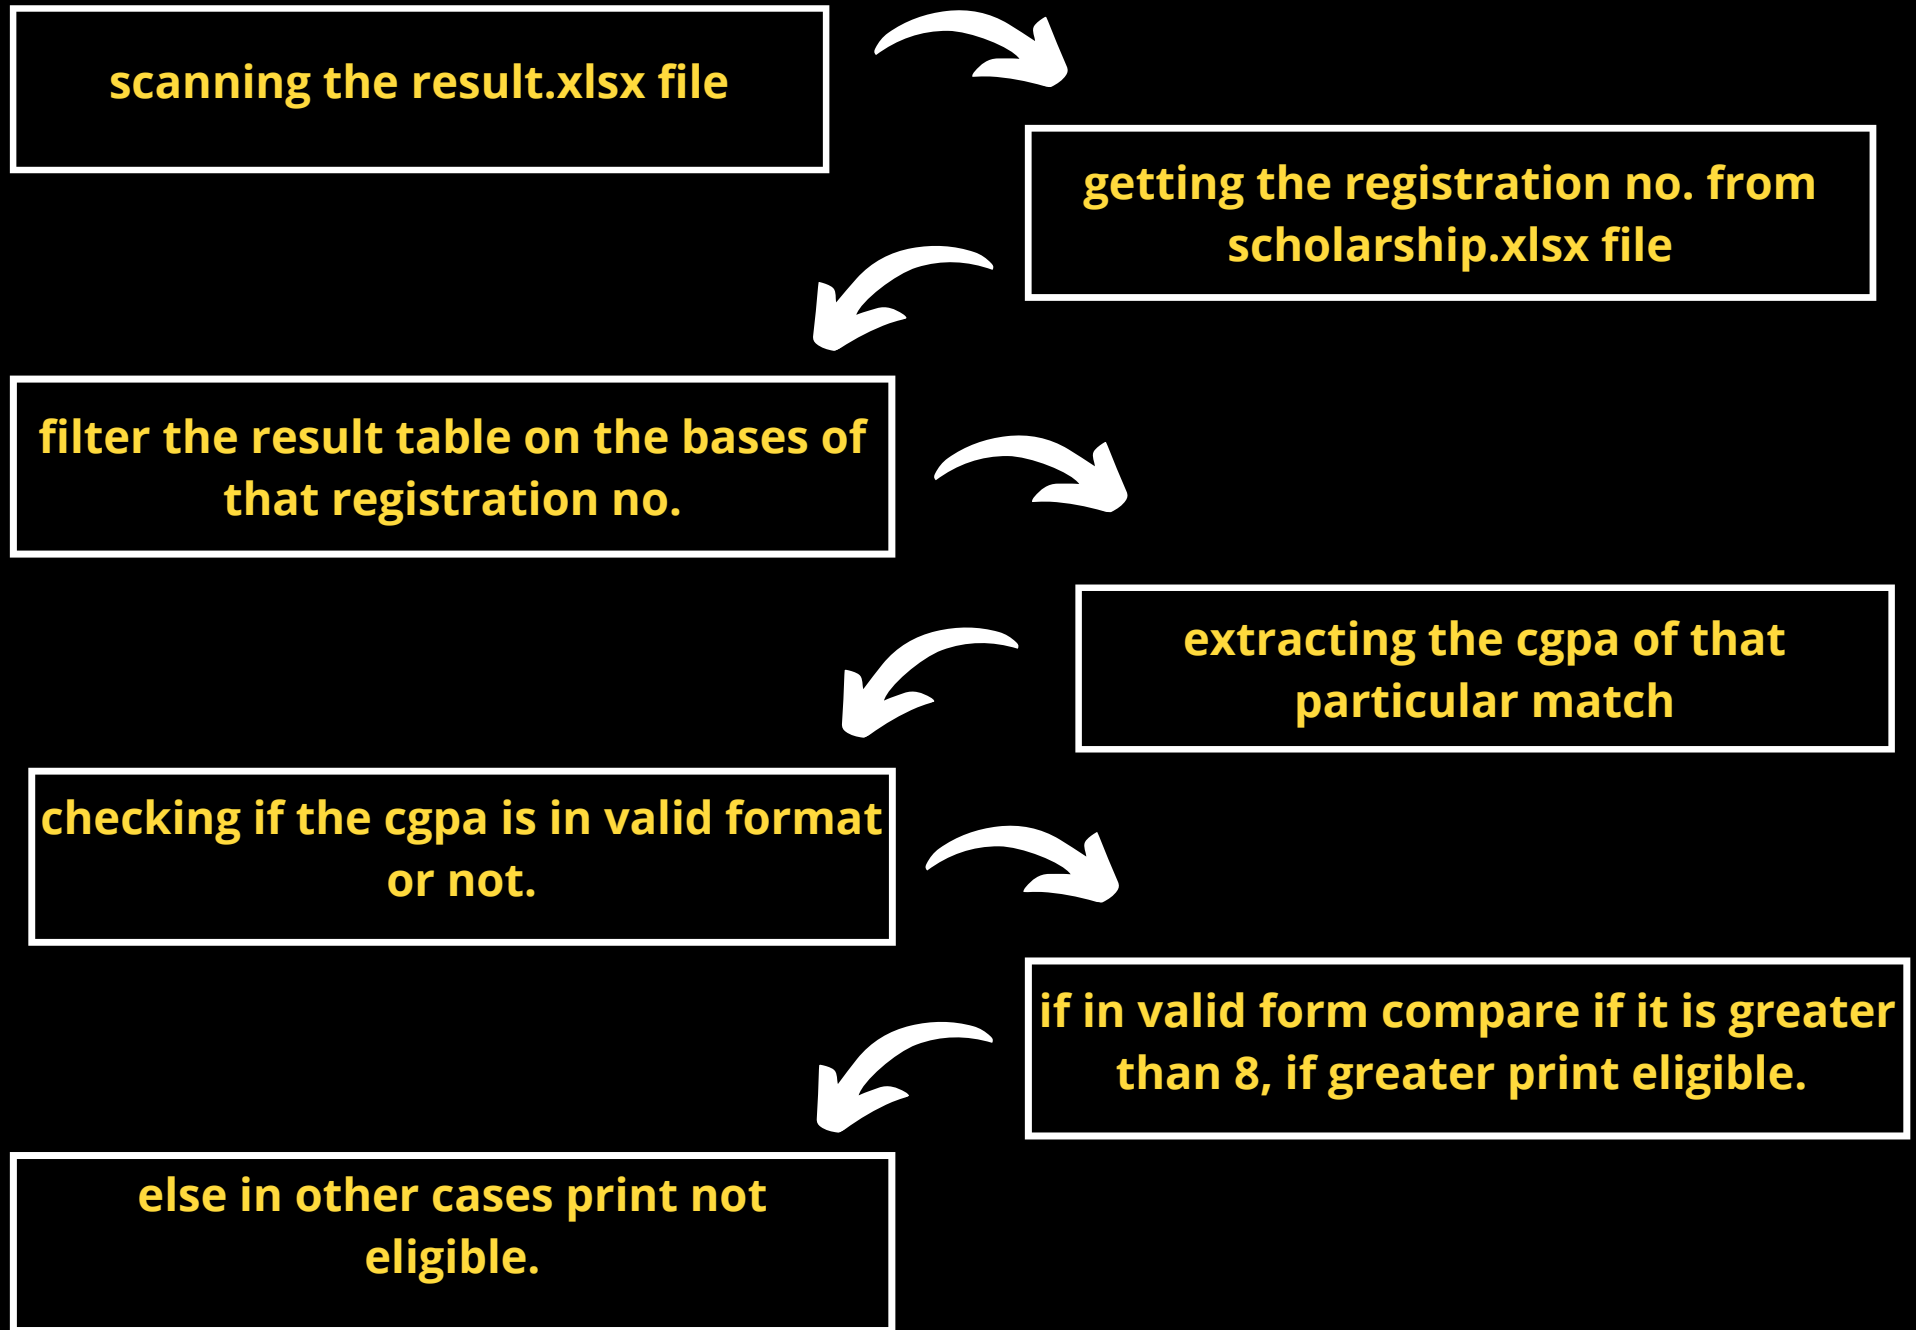 scanning the result.xlsx file
getting the registration no. from
scholarship.xlsx file
filter the result table on the bases of
that registration no.
extracting the cgpa of that
particular match
checking if the cgpa is in valid format
or not.
if in valid form compare if it is greater
than 8, if greater print eligible.
else in other cases print not
eligible.